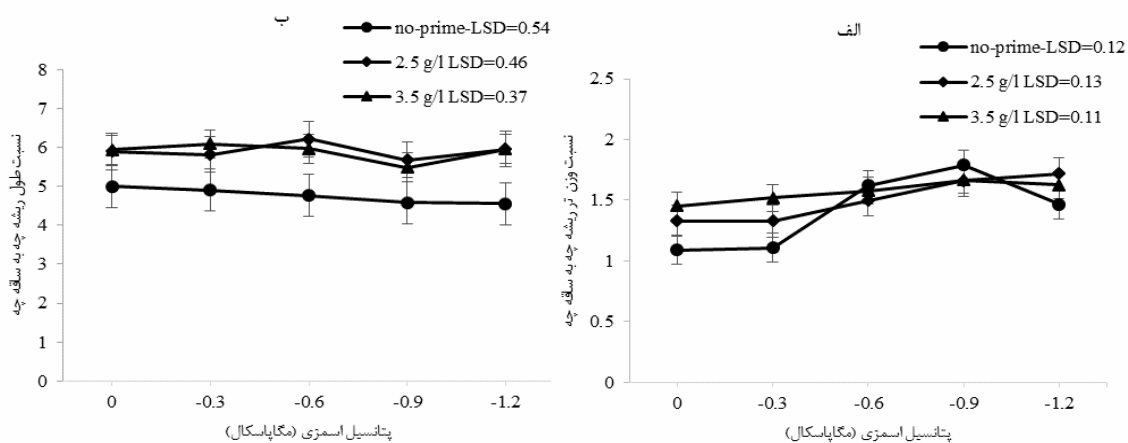 ب
no-prime-LSD=0.54
2.5 g/l LSD=0.46
3.5 g/l LSD=0.37
نسبت طول ریشه چه به ساقه چه
8
7
6
5
4
3
2
1
0
0 -0.3 -0.6 -0.9 -1.2
پتانسیل اسمزی (مگاپاسکال)
الف
no-prime-LSD=0.12
2.5 g/l LSD=0.13
3.5 g/l LSD=0.11
نسبت وزن تر ریشه چه به ساقه چه
2.5
2
1.5
1
0.5
0
0 -0.3 -0.6 -0.9 -1.2
پتانسیل اسمزی (مگاپاسکال)